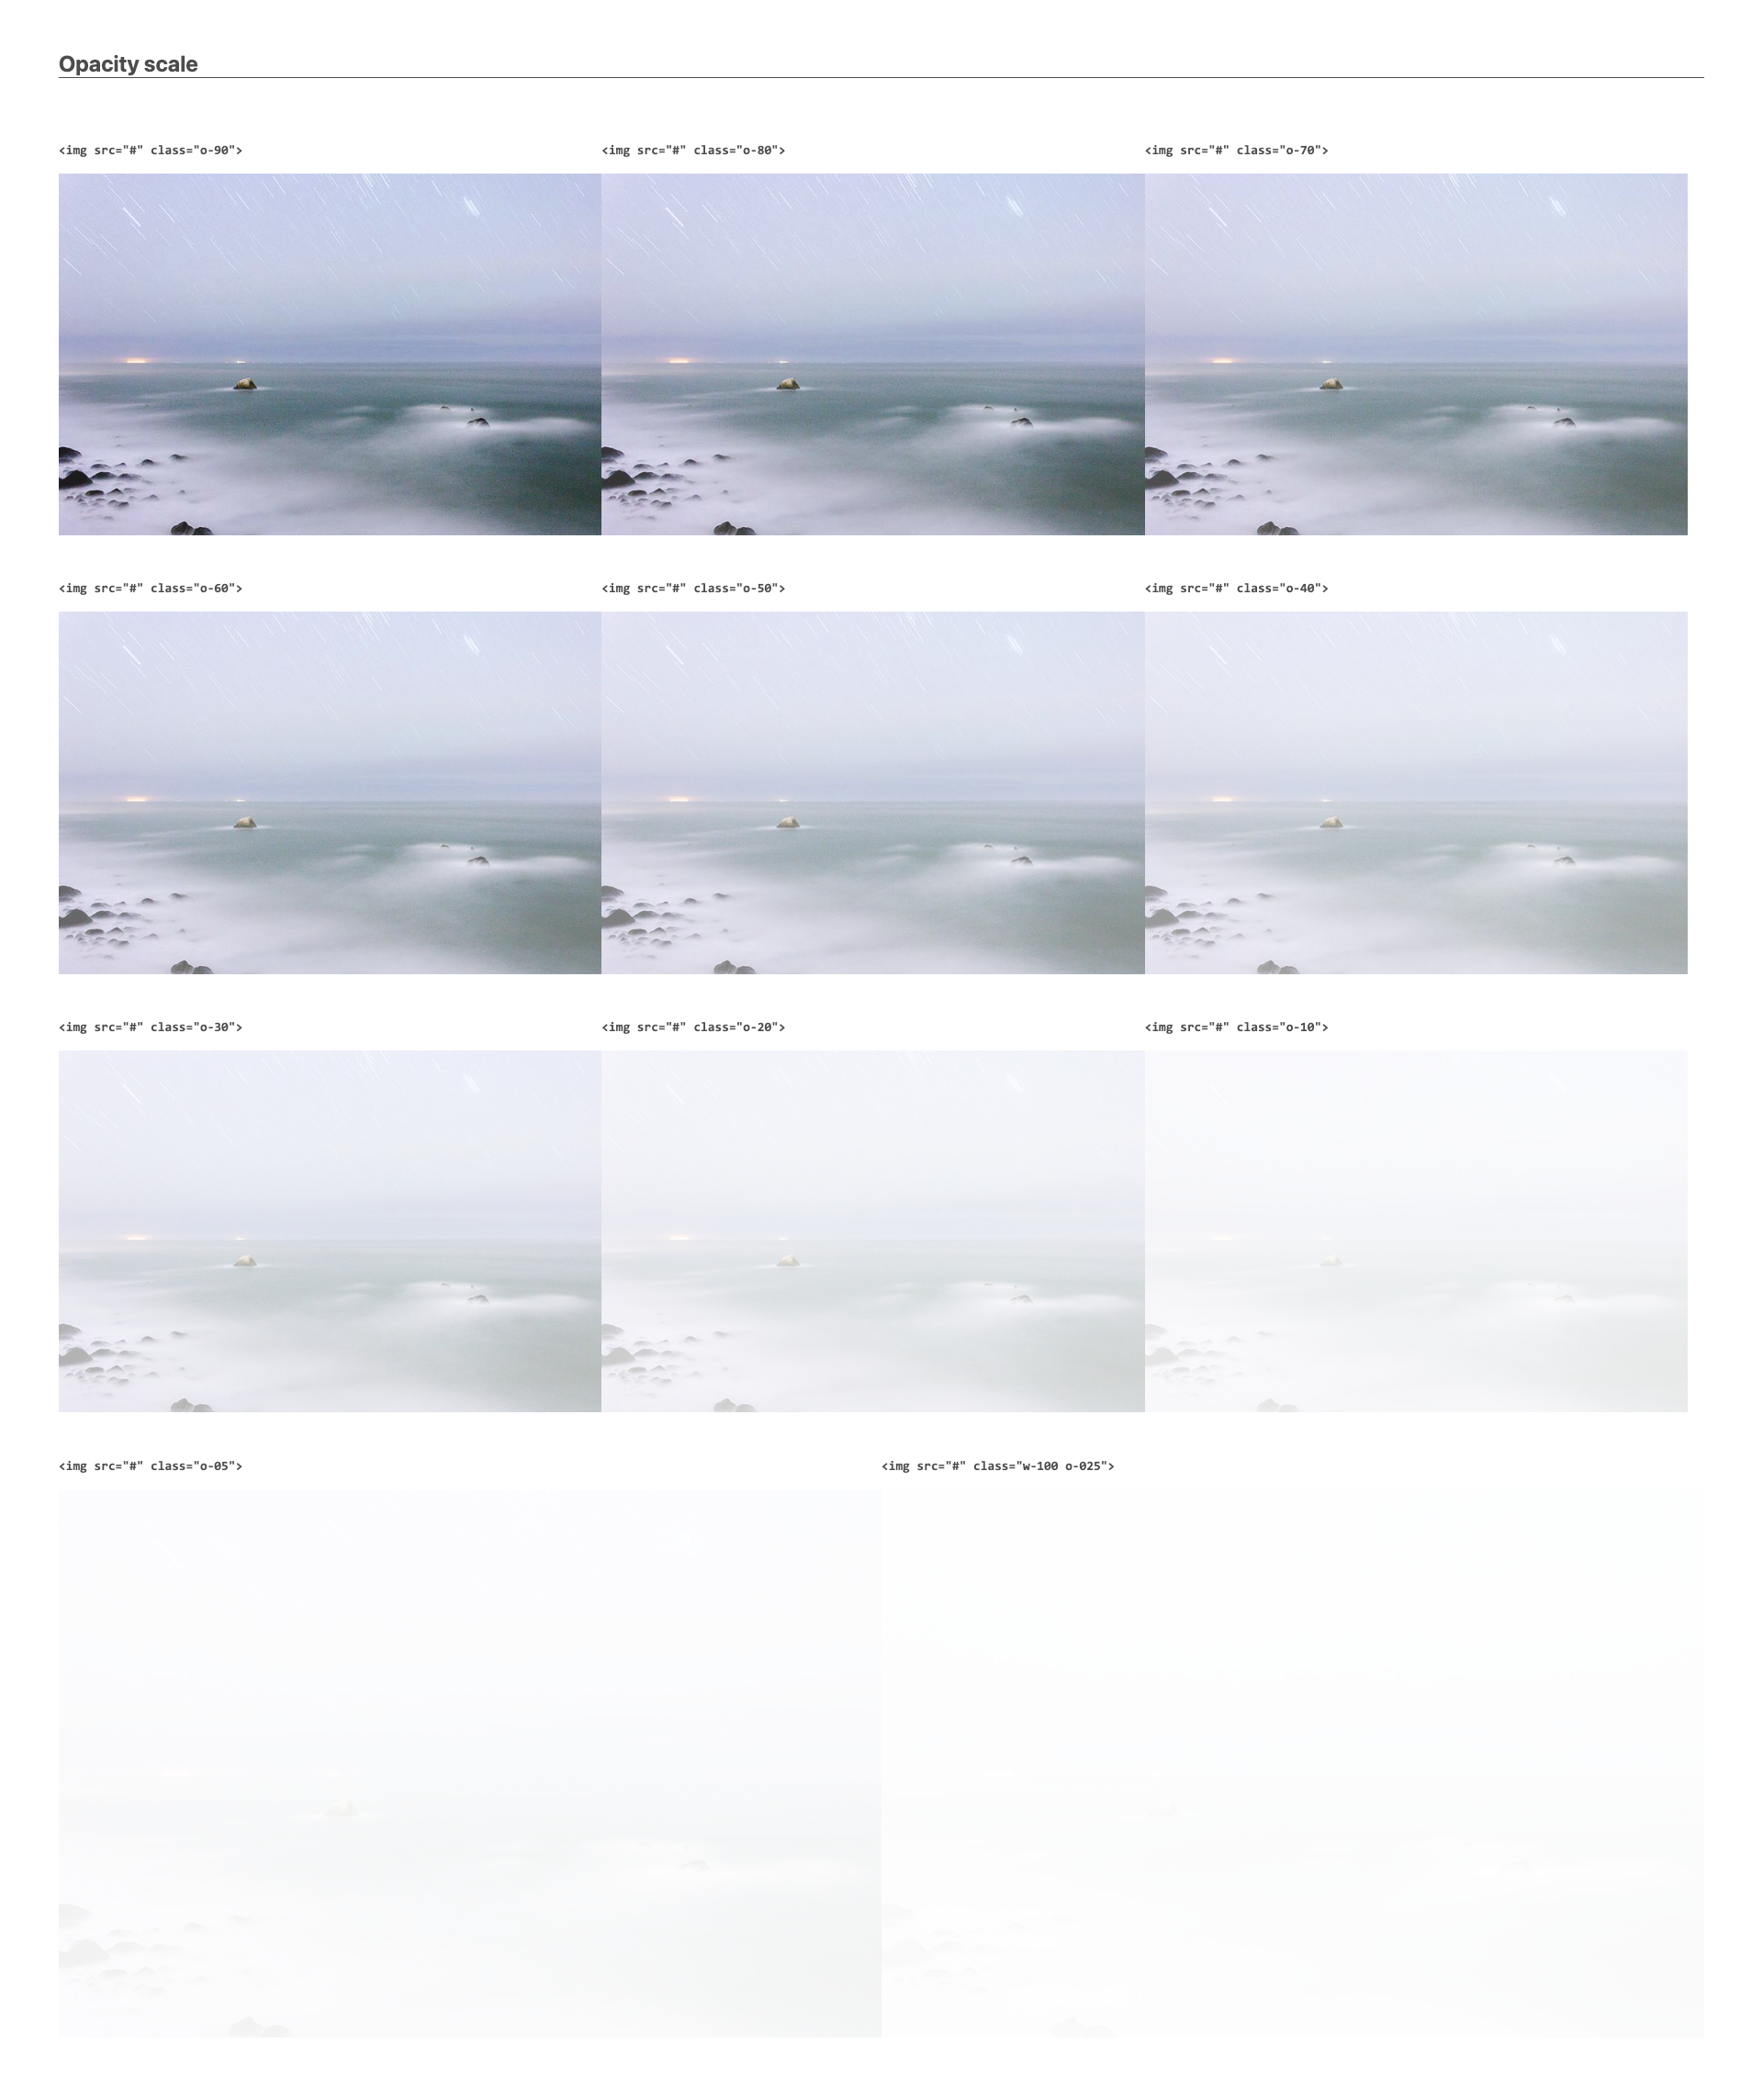 Opacity scale
<img src="#" class="o-90">
<img src="#" class="o-80">
<img src="#" class="o-70">
<img src="#" class="o-60">
<img src="#" class="o-50">
<img src="#" class="o-40">
<img src="#" class="o-30">
<img src="#" class="o-20">
<img src="#" class="o-10">
<img src="#" class="o-05">
<img src="#" class="w-100 o-025">